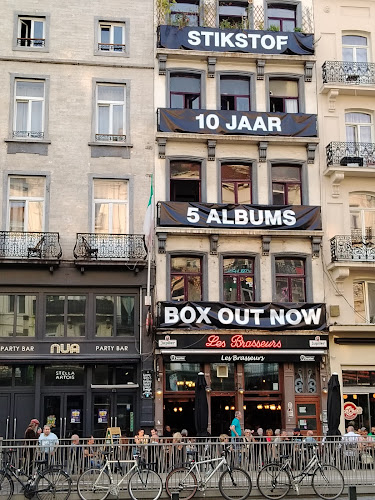 STIKSTOF
10 JAAR
5 ALBUMS
BOX OUT NOW
Les Brasseurs
PARTY BAR
NUA
PARTY BAR
Les Brasseurs
STELLA
ARTOIS